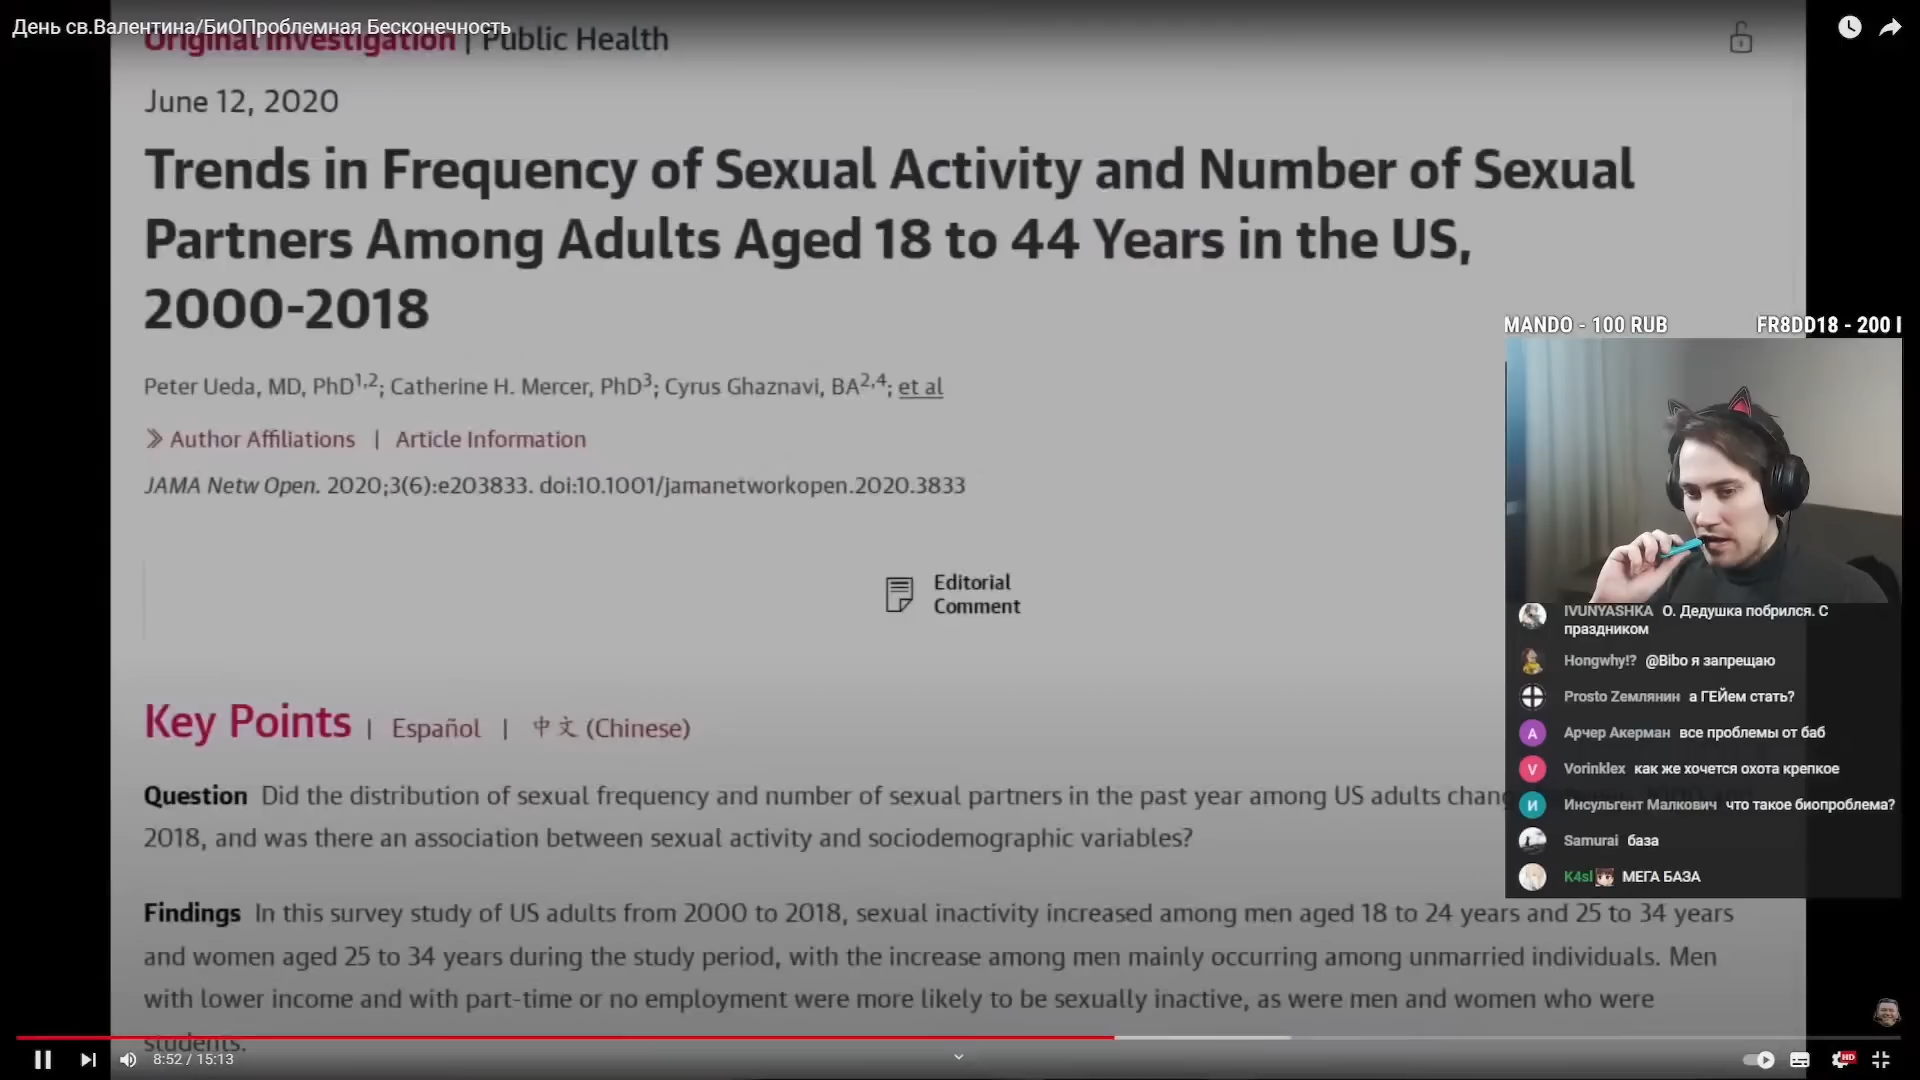 День св.Валентина/БиОПроблемная Бесконечность
Original Investigation | Public Health
June 12, 2020
Trends in Frequency of Sexual Activity and Number of Sexual
Partners Among Adults Aged 18 to 44 Years in the US,
2000-2018
Peter Ueda, MD, PhD1,2; Catherine H. Mercer, PhD3; Cyrus Ghaznavi, BA2,4; et al
Author Affiliations | Article Information
JAMA Netw Open. 2020;3(6):e203833. doi:10.1001/jamanetworkopen.2020.3833
Editorial
Comment
Key Points | Español | 中文 (Chinese)
Question Did the distribution of sexual frequency and number of sexual partners in the past year among US adults
2018, and was there an association between sexual activity and sociodemographic variables?
Findings In this survey study of US adults from 2000 to 2018, sexual inactivity increased among men aged 18 to 24 years and 25 to 34 years
and women aged 25 to 34 years during the study period, with the increase among men mainly occurring among unmarried individuals. Men
with lower income and with part-time or no employment were more likely to be sexually inactive, as were men and women who were
students.
MANDO - 100 RUB FR8DD18 - 200
IVUNYASHKA О. Дедушка побрился. С
праздником
Hongwhy!? @Bibo я запрещаю
Prosto Zемлянин а ГЕЙем стать?
А Арчер Акерман все проблемы от баб
V Vorinklex как же хочется охота крепкое
И Инсульгент Малкович что такое биопроблема?
Samurai база
K4sl МЕГА БАЗА
8:52 / 15:13
HD